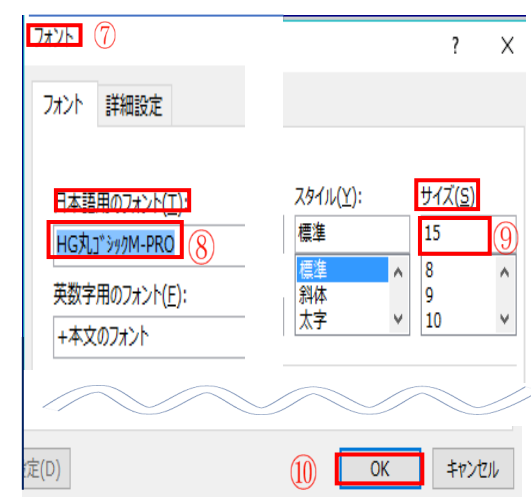 フォント ⑦
? X
フォント 詳細設定
日本語用のフォント(T): スタイル(Y): サイズ(S)
HG丸ｺﾞｼｯｸM-PRO ⑧ 標準 15 ⑨
標準 8
英数字用のフォント(F): 斜体 9
+本文のフォント 太字 10
定(D) ⑩ OK キャンセル